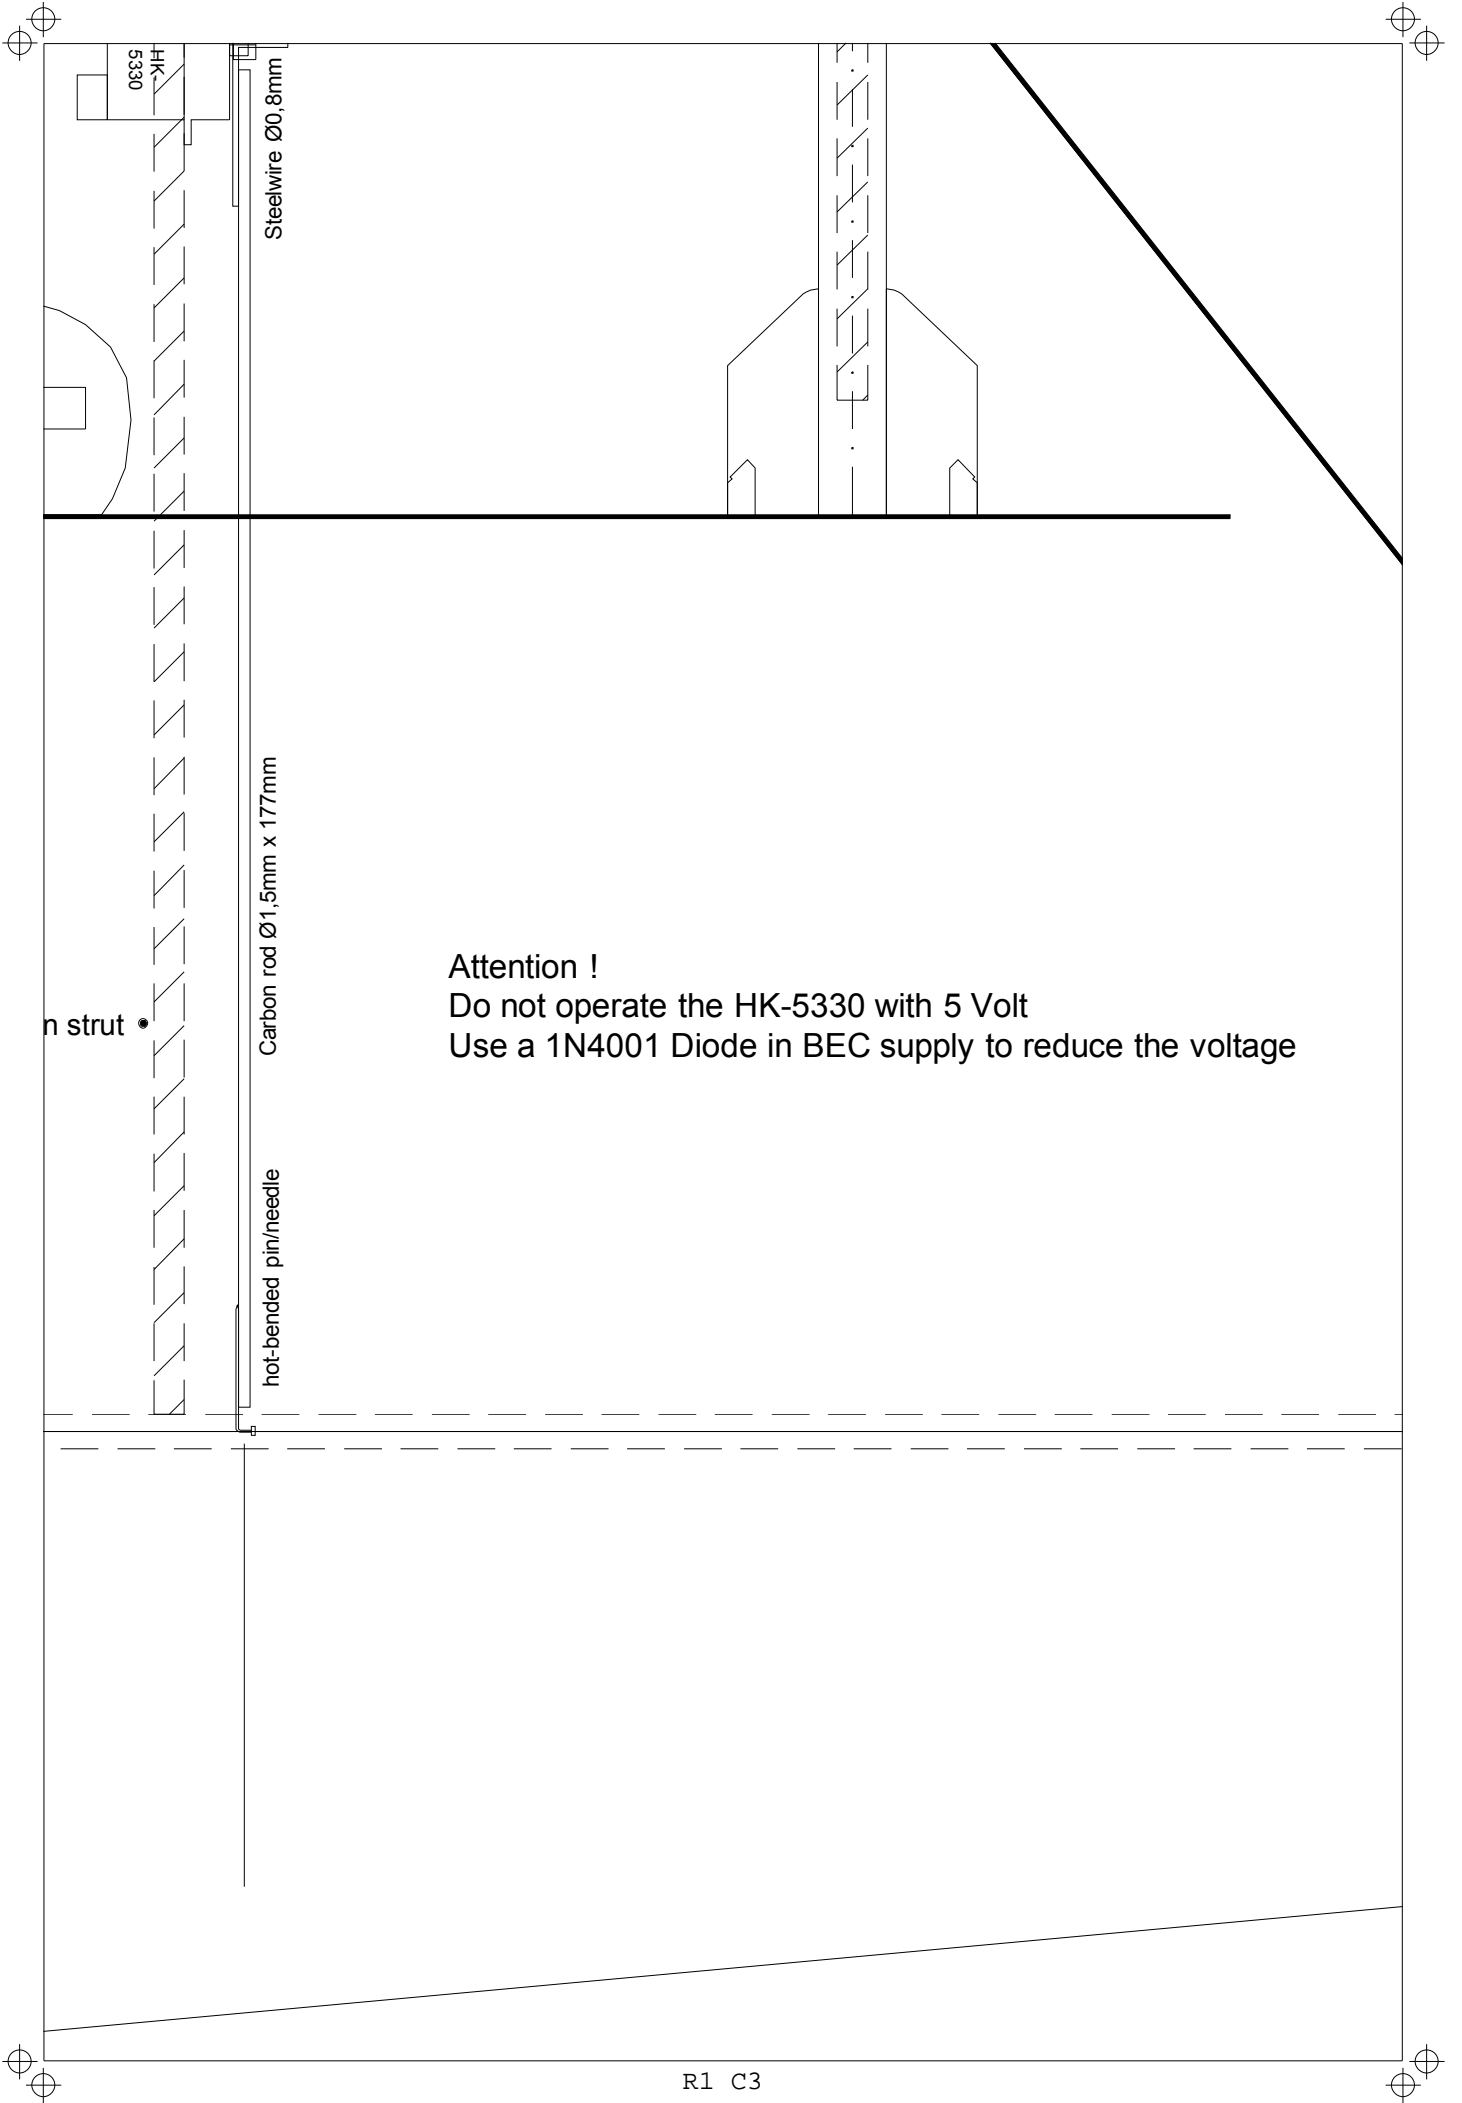 HK-
5330
Steelwire Ø0,8mm
Carbon rod Ø1,5mm x 177mm
Attention !
Do not operate the HK-5330 with 5 Volt
Use a 1N4001 Diode in BEC supply to reduce the voltage
n strut
hot-bended pin/needle
R1 C3